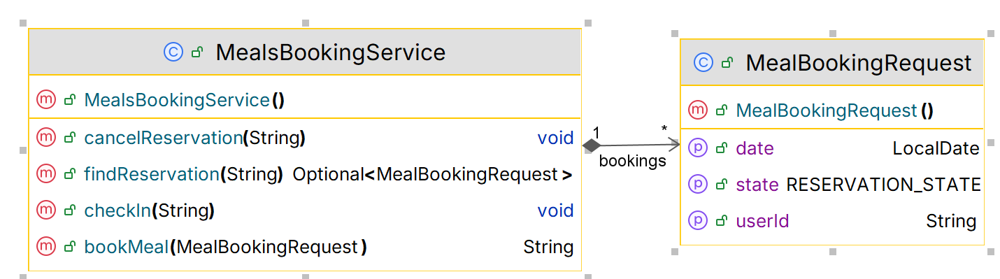 C MealsBookingService
m MealsBookingService()
m cancelReservation(String) void
m findReservation(String) Optional<MealBookingRequest>
m checkIn(String) void
m bookMeal(MealBookingRequest) String
1 *
bookings
C MealBookingRequest
m MealBookingRequest()
p date LocalDate
p state RESERVATION_STATE
p userId String